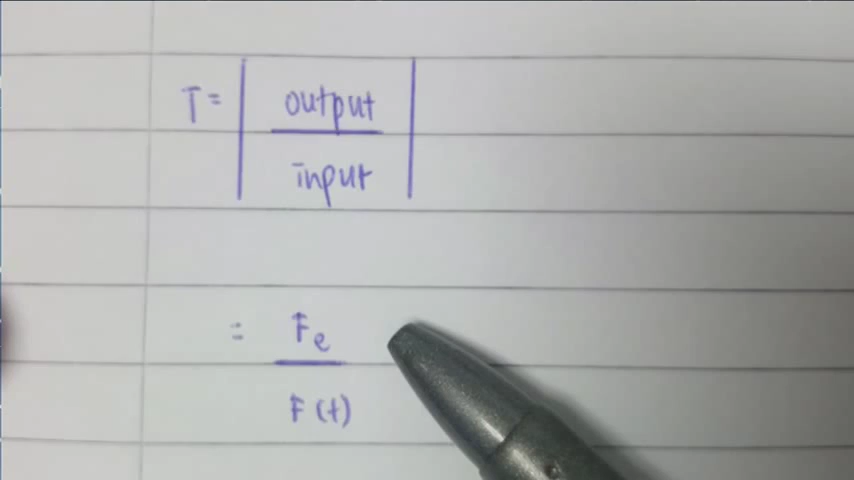 T = | output / input |
= Fe / F(t)